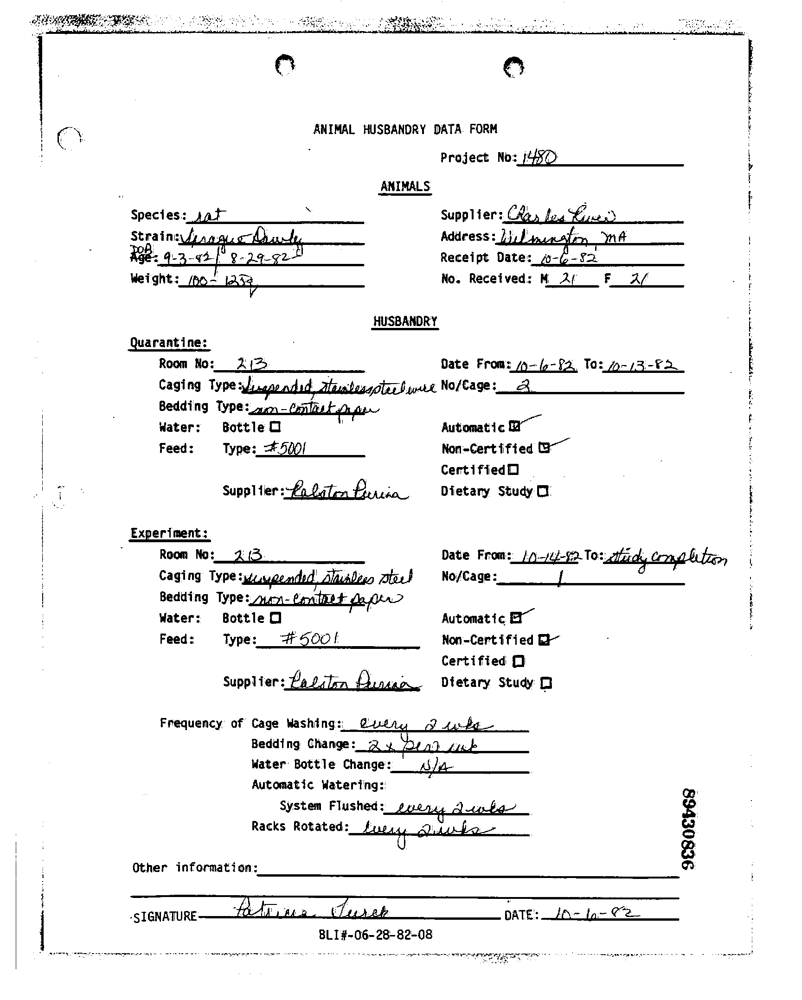 ANIMAL HUSBANDRY DATA FORM
Project No: 1480
ANIMALS
Species: rat Supplier: Charles River
Strain: Sprague Dawley Address: Wilmington, MA
DOB
Age: 9-3-82 / 8-29-82 Receipt Date: 10-6-82
Weight: 100-125g No. Received: M 21 F 21
HUSBANDRY
Quarantine:
Room No: 213 Date From: 10-6-82 To: 10-13-82
Caging Type: suspended, stainless steel wire No/Cage: 2
Bedding Type: non-contact paper
Water: Bottle ☐ Automatic ☑
Feed: Type: #5001 Non-Certified ☑
Certified ☐
Supplier: Ralston Purina Dietary Study ☐
Experiment:
Room No: 213 Date From: 10-14-82 To: study completion
Caging Type: suspended, stainless steel No/Cage: 1
Bedding Type: non-contact paper
Water: Bottle ☐ Automatic ☑
Feed: Type: #5001 Non-Certified ☑
Certified ☐
Supplier: Ralston Purina Dietary Study ☐
Frequency of Cage Washing: every 2 wks
Bedding Change: 2x per wk
Water Bottle Change: N/A
Automatic Watering:
System Flushed: every 2 wks
Racks Rotated: every 2 wks
89430836
Other information:
SIGNATURE Turek DATE: 10-6-82
BLI#-06-28-82-08